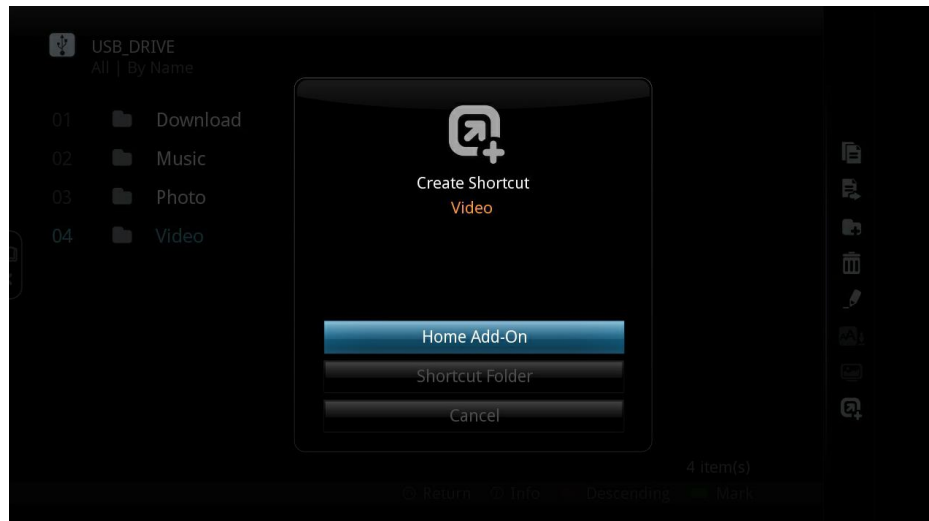 USB_DRIVE
All | By Name
01 Download
02 Music
03 Photo
04 Video
Create Shortcut
Video
Home Add-On
Shortcut Folder
Cancel
4 item(s)
Return Info Descending Mark